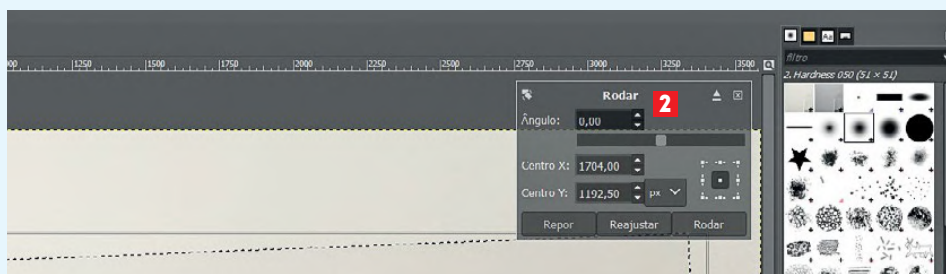 1250 1500 1750 2000 2250 2500 2750 3000 3250 3500
Aa
filtro
2. Hardness 050 (51 × 51)
Rodar
2
Ângulo: 0,00
Centro X: 1704,00
Centro Y: 1192,50 px
Repor Reajustar Rodar